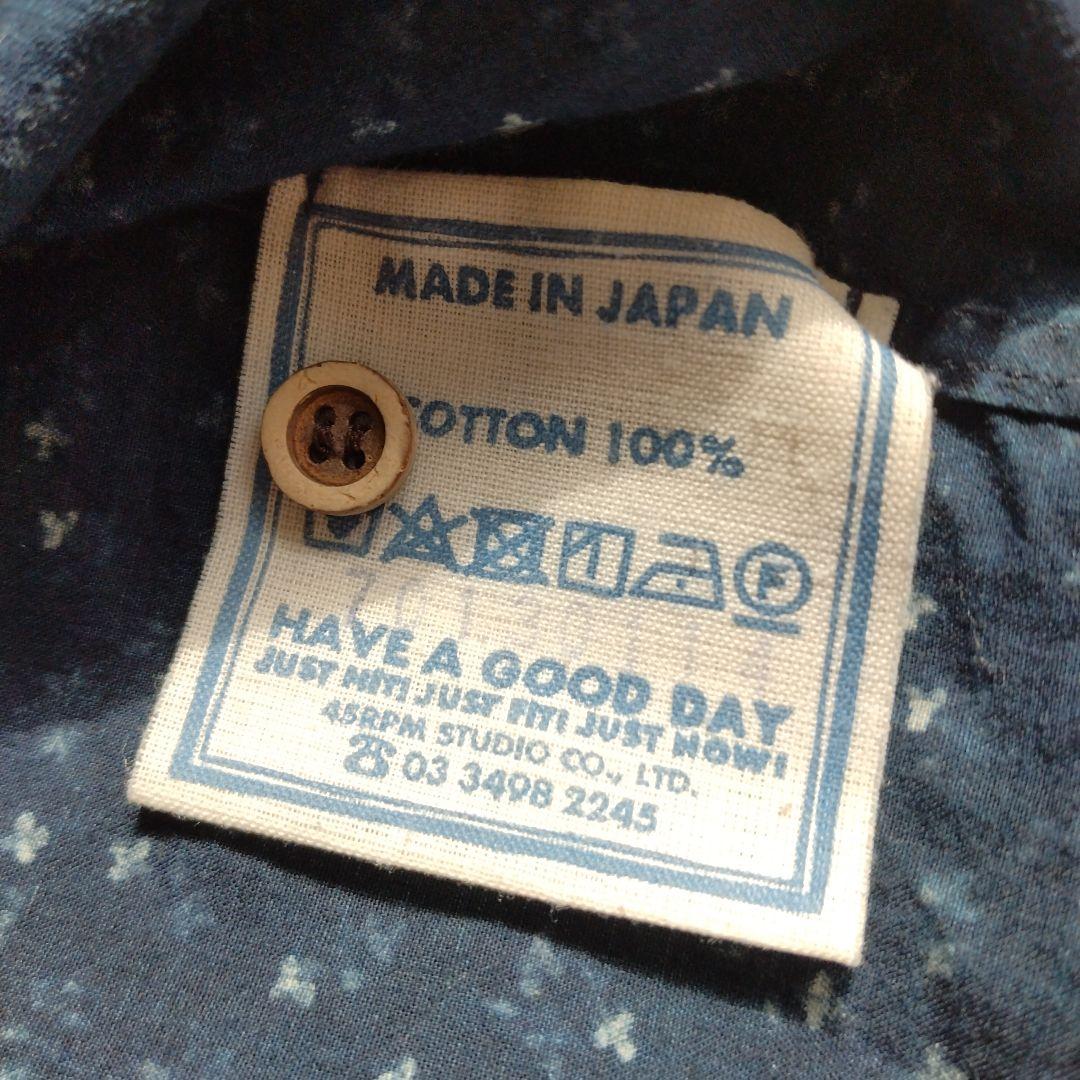 MADE IN JAPAN
COTTON 100%
F
HAVE A GOOD DAY
JUST HIT! JUST FIT! JUST NOW!
45RPM STUDIO CO., LTD.
☎ 03 3498 2245